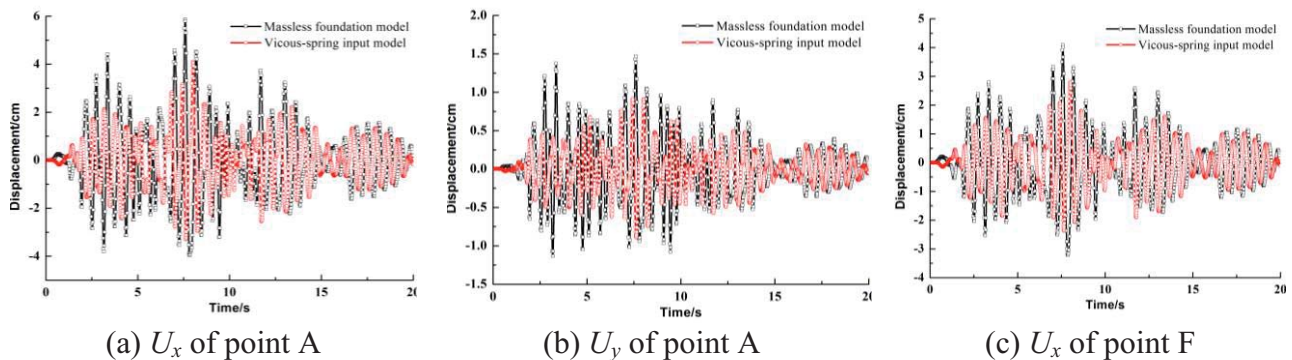 Massless foundation model
Vicous-spring input model
Displacement/cm
6
4
2
0
-2
-4
0
5
10
15
20
Time/s
(a) Ux of point A
Massless foundation model
Vicous-spring input model
Displacement/cm
2.0
1.5
1.0
0.5
0.0
-0.5
-1.0
-1.5
0
5
10
15
20
Time/s
(b) Uy of point A
Massless foundation model
Vicous-spring input model
Displacement/cm
5
4
3
2
1
0
-1
-2
-3
-4
0
5
10
15
20
Time/s
(c) Ux of point F